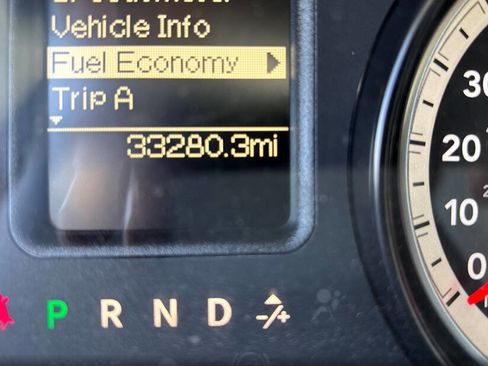 Vehicle Info
Fuel Economy
Trip A
33280.3mi
30
20
10
0
P R N D -/+